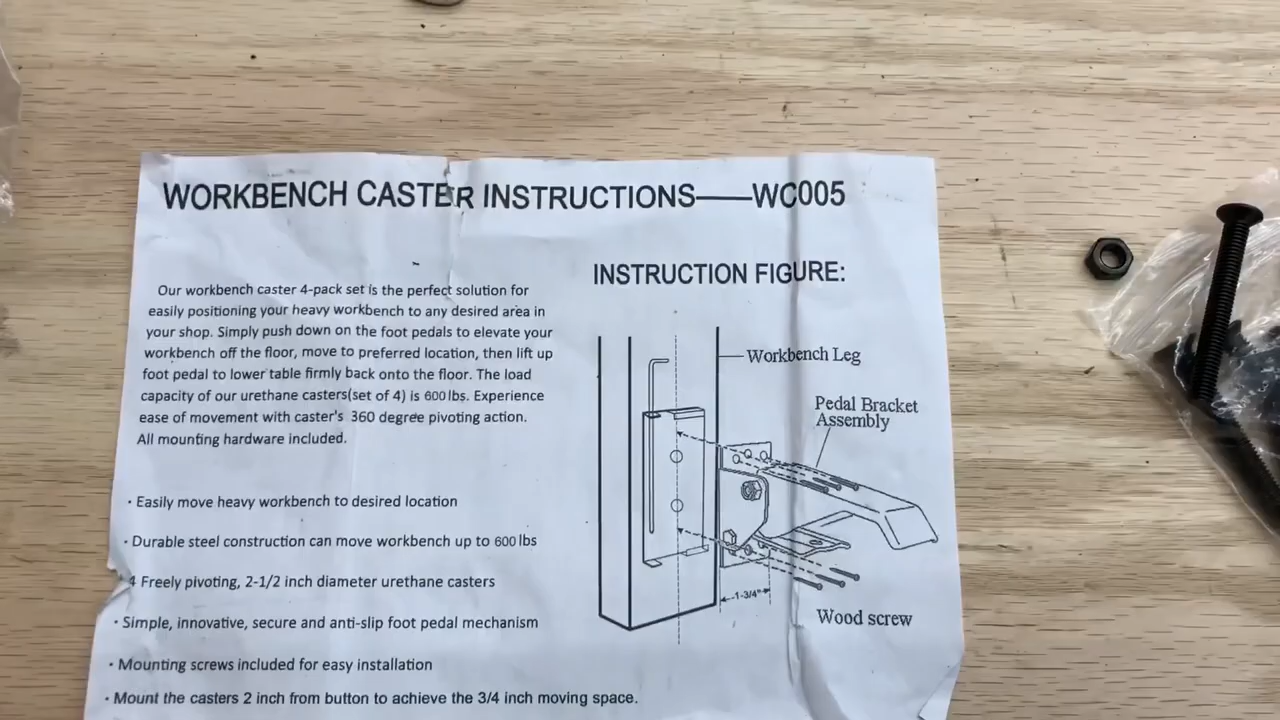 WORKBENCH CASTER INSTRUCTIONS——WC005
Our workbench caster 4-pack set is the perfect solution for
easily positioning your heavy workbench to any desired area in
your shop. Simply push down on the foot pedals to elevate your
workbench off the floor, move to preferred location, then lift up
foot pedal to lower table firmly back onto the floor. The load
capacity of our urethane casters(set of 4) is 600 lbs. Experience
ease of movement with caster's 360 degree pivoting action.
All mounting hardware included.
· Easily move heavy workbench to desired location
· Durable steel construction can move workbench up to 600 lbs
4 Freely pivoting, 2-1/2 inch diameter urethane casters
· Simple, innovative, secure and anti-slip foot pedal mechanism
· Mounting screws included for easy installation
· Mount the casters 2 inch from button to achieve the 3/4 inch moving space.
INSTRUCTION FIGURE:
Workbench Leg
Pedal Bracket
Assembly
1-3/4"
Wood screw